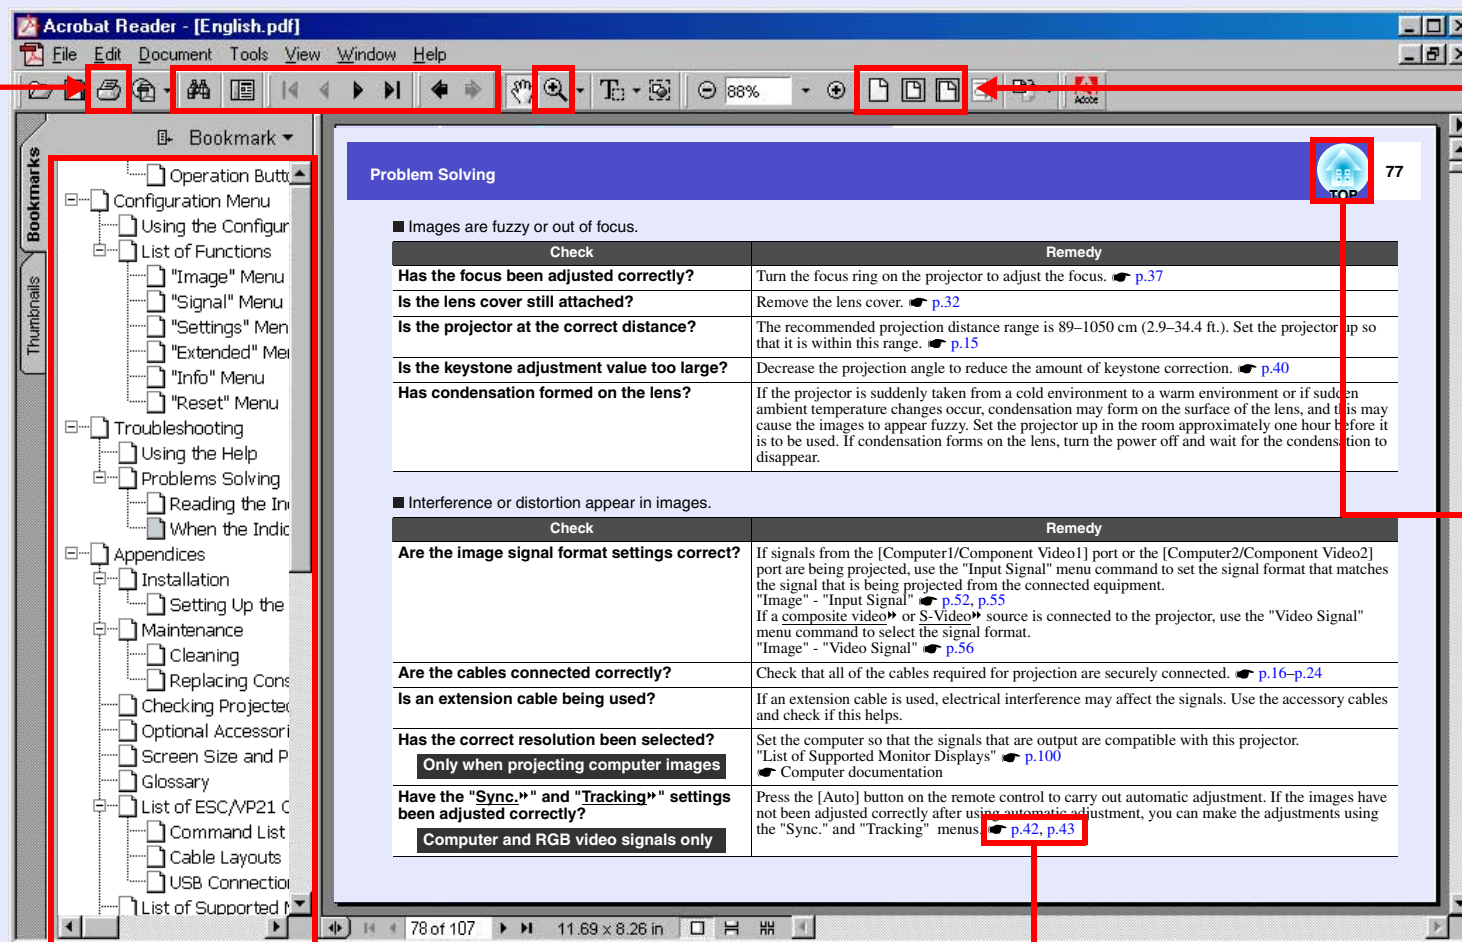 Acrobat Reader - [English.pdf]
File Edit Document Tools View Window Help
88%
Adobe
Bookmark
Bookmarks
Thumbnails
Operation Butt
Configuration Menu
Using the Configur
List of Functions
"Image" Menu
"Signal" Menu
"Settings" Men
"Extended" Me
"Info" Menu
"Reset" Menu
Troubleshooting
Using the Help
Problems Solving
Reading the In
When the Indic
Appendices
Installation
Setting Up the
Maintenance
Cleaning
Replacing Cons
Checking Projected
Optional Accessori
Screen Size and P
Glossary
List of ESC/VP21 C
Command List
Cable Layouts
USB Connection
List of Supported
Problem Solving
TOP
77
■ Images are fuzzy or out of focus.
Check Remedy
Has the focus been adjusted correctly? Turn the focus ring on the projector to adjust the focus. ☛ p.37
Is the lens cover still attached? Remove the lens cover. ☛ p.32
Is the projector at the correct distance? The recommended projection distance range is 89–1050 cm (2.9–34.4 ft.). Set the projector up so
that it is within this range. ☛ p.15
Is the keystone adjustment value too large? Decrease the projection angle to reduce the amount of keystone correction. ☛ p.40
Has condensation formed on the lens? If the projector is suddenly taken from a cold environment to a warm environment or if sudden
ambient temperature changes occur, condensation may form on the surface of the lens, and this may
cause the images to appear fuzzy. Set the projector up in the room approximately one hour before it
is to be used. If condensation forms on the lens, turn the power off and wait for the condensation to
disappear.
■ Interference or distortion appear in images.
Check Remedy
Are the image signal format settings correct? If signals from the [Computer1/Component Video1] port or the [Computer2/Component Video2]
port are being projected, use the "Input Signal" menu command to set the signal format that matches
the signal that is being projected from the connected equipment.
"Image" - "Input Signal" ☛ p.52, p.55
If a composite video or S-Video source is connected to the projector, use the "Video Signal"
menu command to select the signal format.
"Image" - "Video Signal" ☛ p.56
Are the cables connected correctly? Check that all of the cables required for projection are securely connected. ☛ p.16–p.24
Is an extension cable being used? If an extension cable is used, electrical interference may affect the signals. Use the accessory cables
and check if this helps.
Has the correct resolution been selected?
Only when projecting computer images
Set the computer so that the signals that are output are compatible with this projector.
"List of Supported Monitor Displays" ☛ p.100
☛ Computer documentation
Have the "Sync." and "Tracking" settings
been adjusted correctly?
Computer and RGB video signals only
Press the [Auto] button on the remote control to carry out automatic adjustment. If the images have
not been adjusted correctly after using automatic adjustment, you can make the adjustments using
the "Sync." and "Tracking" menus. ☛ p.42, p.43
78 of 107 11.69 x 8.26 in